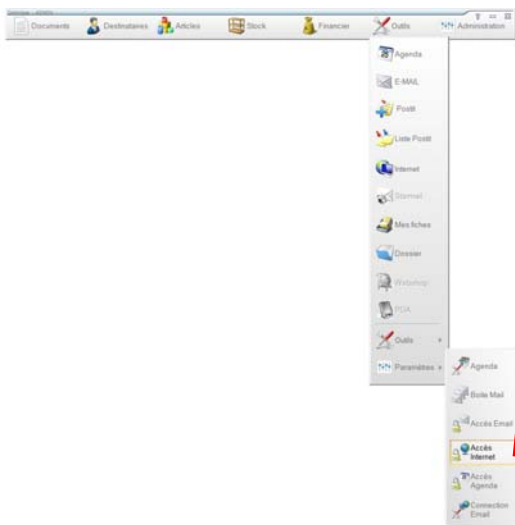 Documents Destinataires Articles Stock Financier Outils Administration
Agenda
E-MAIL
Postit
Liste Postit
Internet
Starmail
Mes fiches
Dossier
Webshop
PDA
Outils
Paramètres
Agenda
Boite Mail
Accès Email
Accès
Internet
Accès
Agenda
Connection
Email